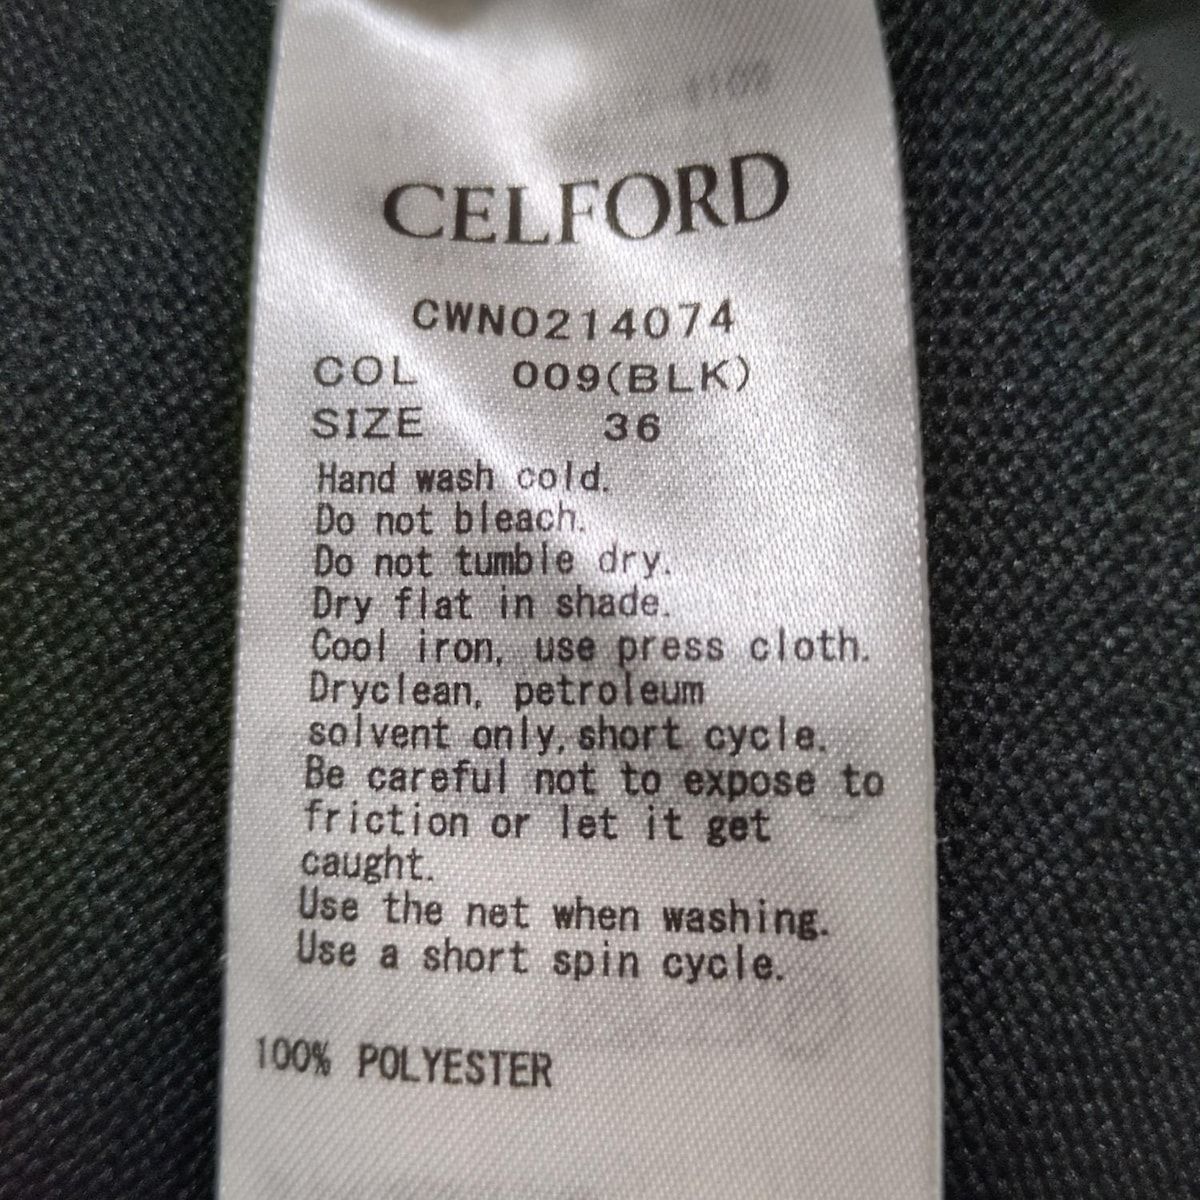 CELFORD
CWNO214074
COL 009(BLK)
SIZE 36
Hand wash cold.
Do not bleach.
Do not tumble dry.
Dry flat in shade.
Cool iron, use press cloth.
Dryclean, petroleum
solvent only, short cycle.
Be careful not to expose to
friction or let it get
caught.
Use the net when washing.
Use a short spin cycle.
100% POLYESTER